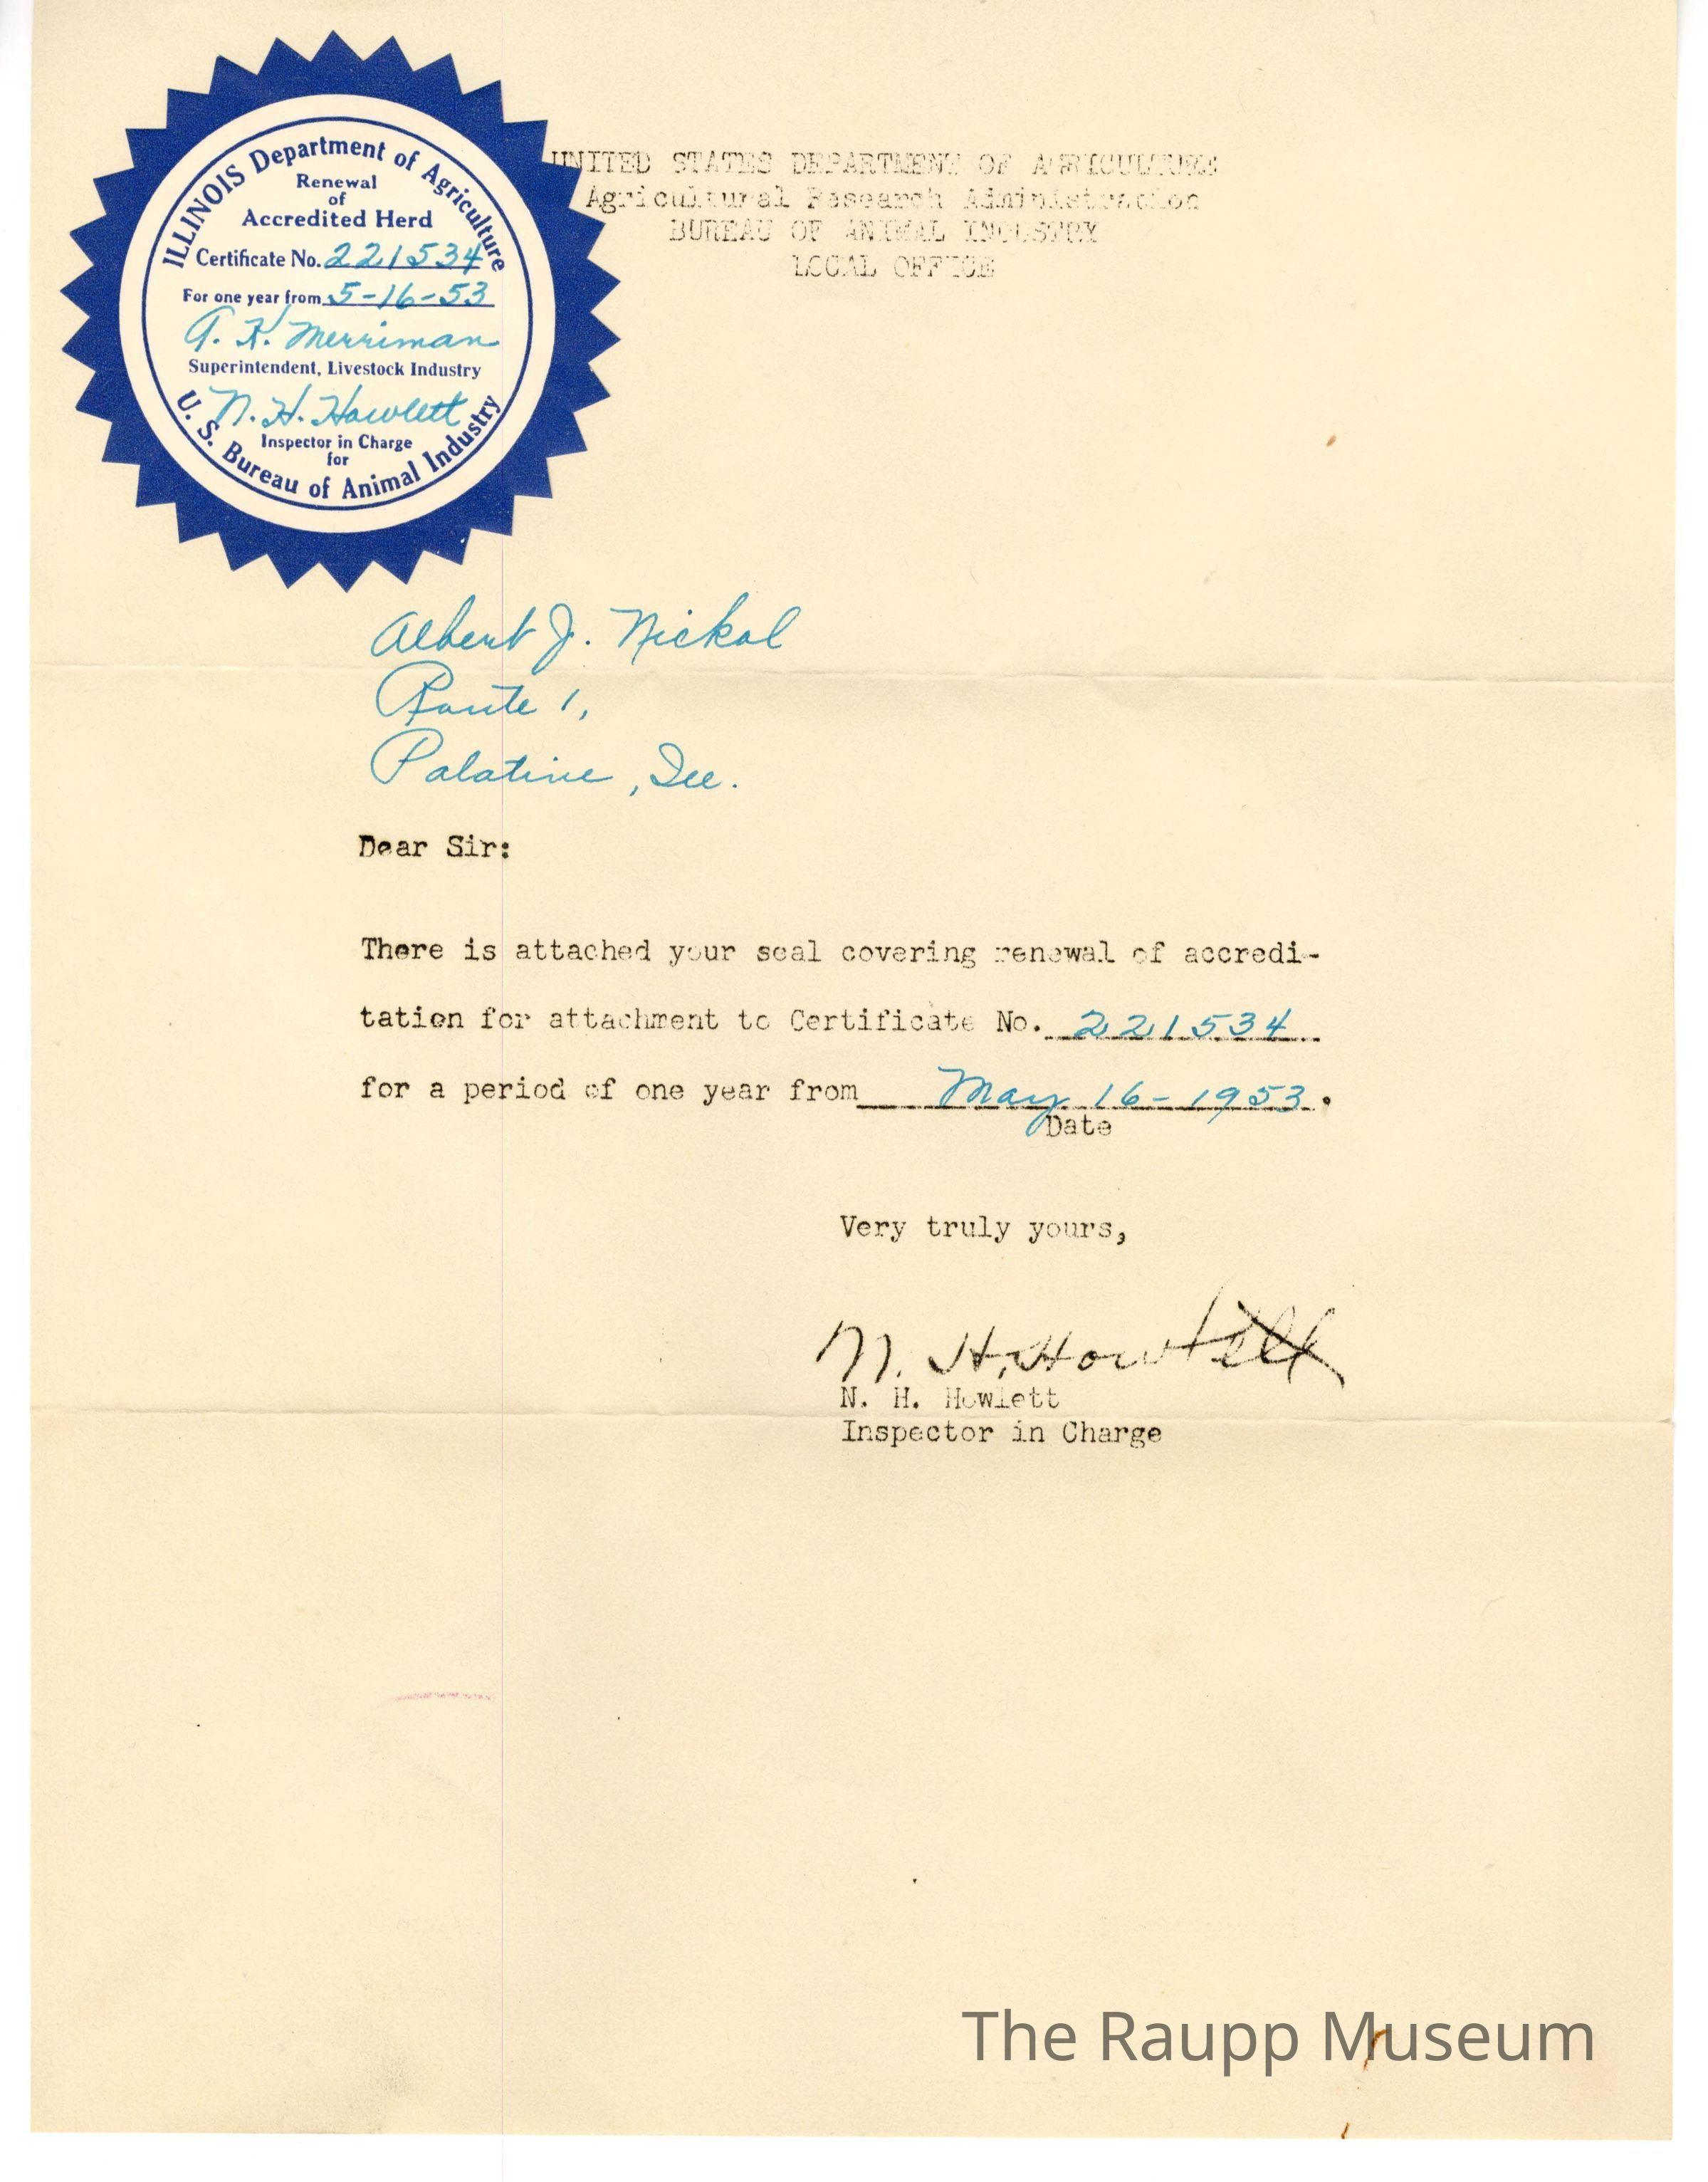 ILLINOIS Department of Agriculture
Renewal
of
Accredited Herd
Certificate No. 221534
For one year from 5-16-53
A. K. Merriman
Superintendent, Livestock Industry
N. H. Howlett
Inspector in Charge
for
U. S. Bureau of Animal Industry
UNITED STATES DEPARTMENT OF AGRICULTURE
Agricultural Research Administration
BUREAU OF ANIMAL INDUSTRY
LOCAL OFFICE
Albert J. Nickol
Route 1,
Palatine, Ill.
Dear Sir:
There is attached your seal covering renewal of accredi-
tation for attachment to Certificate No. 221534
for a period of one year from May 16-1953.
Date
Very truly yours,
N. H. Howlett
N. H. Howlett
Inspector in Charge
The Raupp Museum